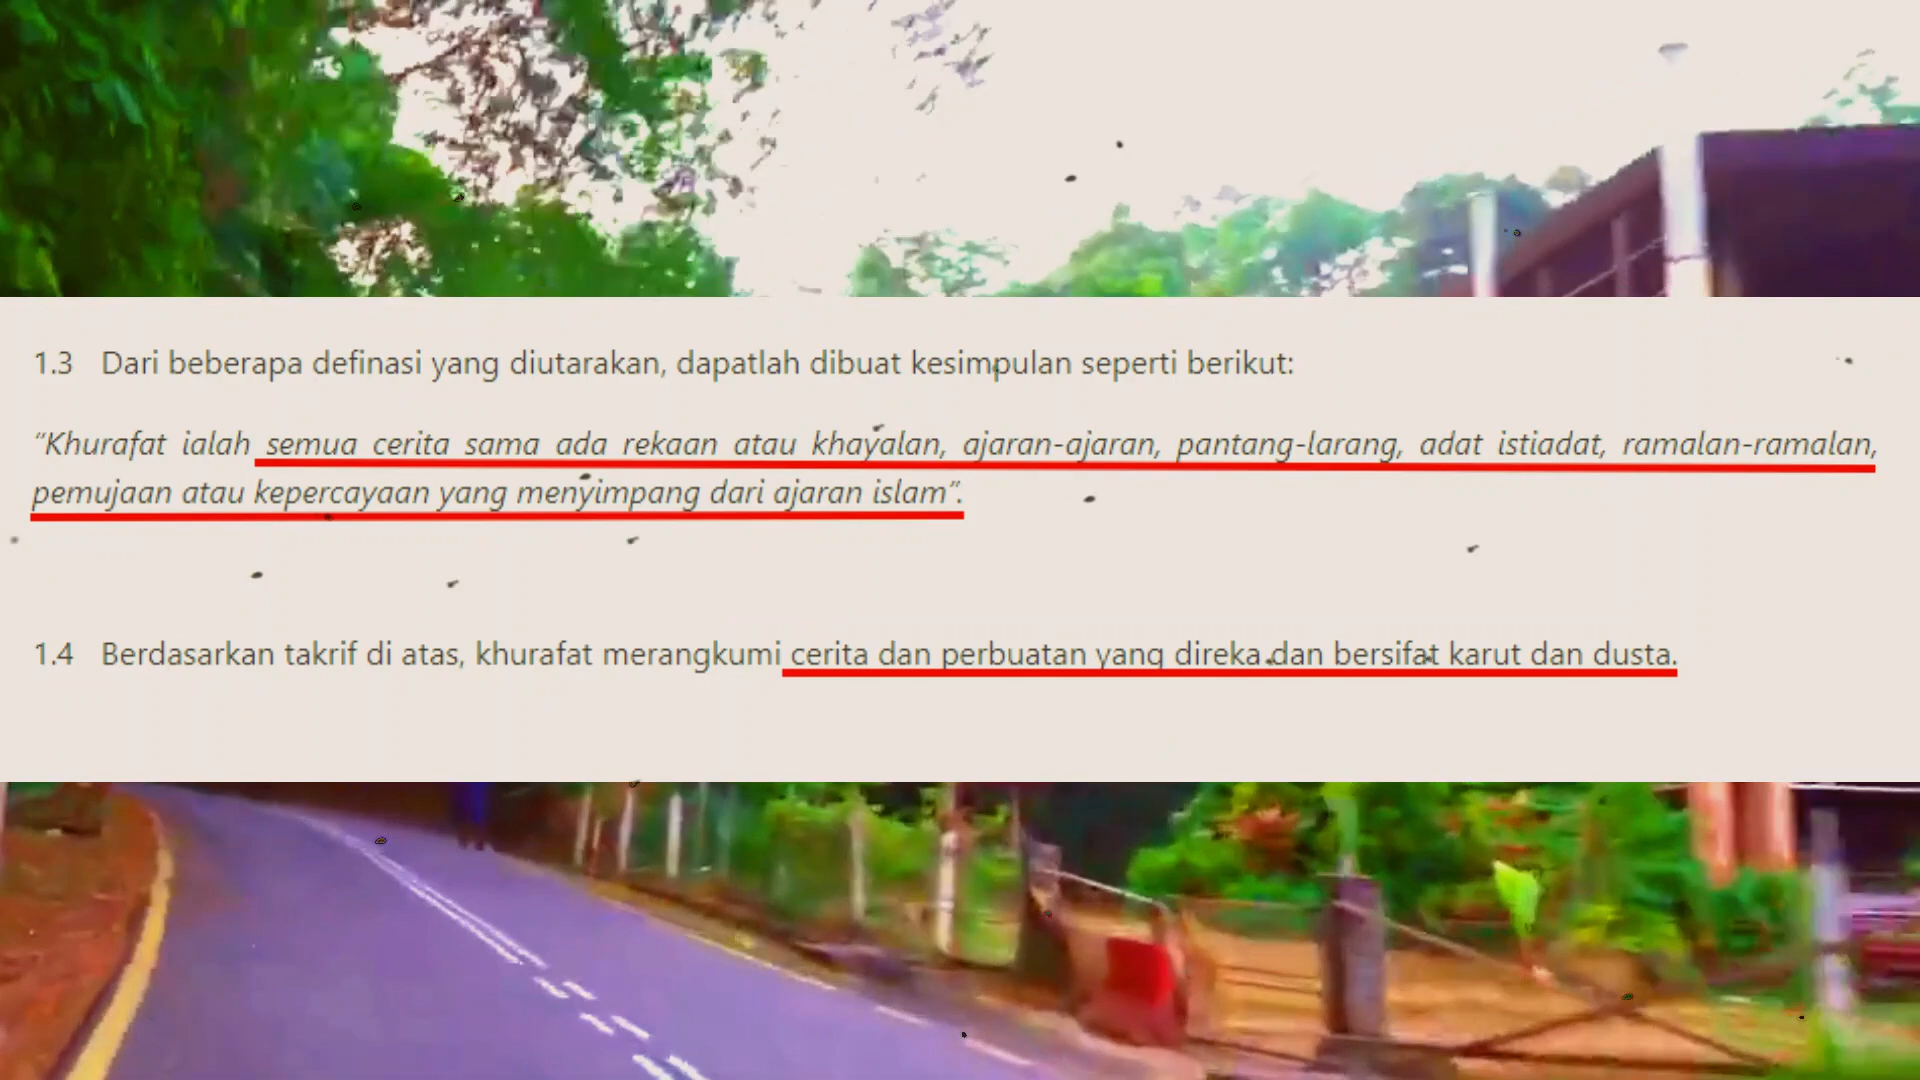 1.3 Dari beberapa definasi yang diutarakan, dapatlah dibuat kesimpulan seperti berikut:
“Khurafat ialah semua cerita sama ada rekaan atau khayalan, ajaran-ajaran, pantang-larang, adat istiadat, ramalan-ramalan,
pemujaan atau kepercayaan yang menyimpang dari ajaran islam”.
1.4 Berdasarkan takrif di atas, khurafat merangkumi cerita dan perbuatan yang direka dan bersifat karut dan dusta.